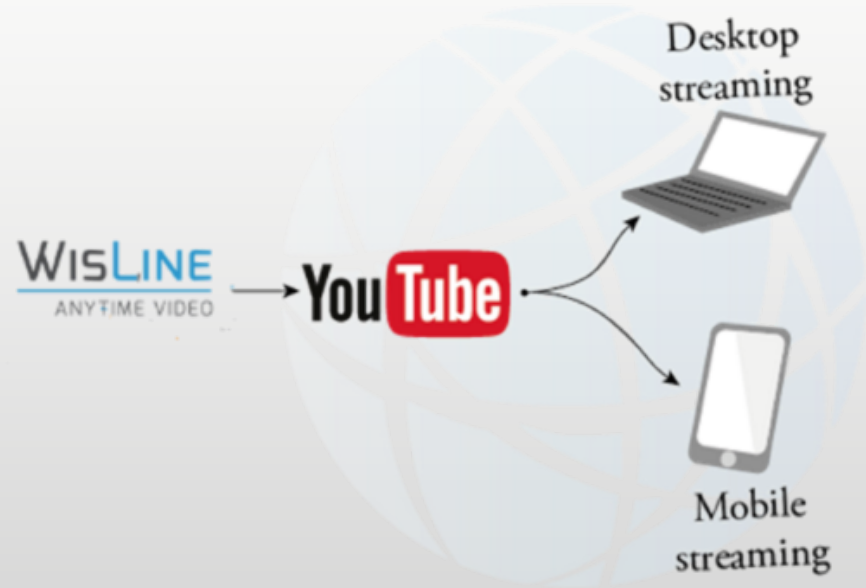 WISLINE
ANYTIME VIDEO
YouTube
Desktop
streaming
Mobile
streaming